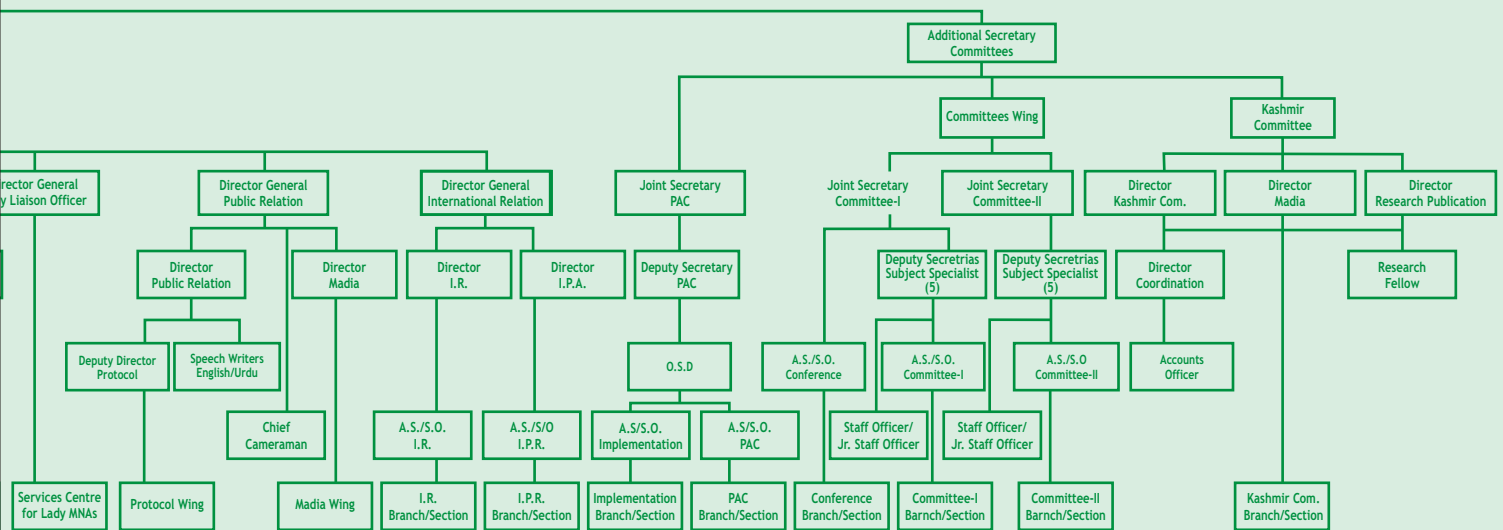 Additional Secretary
Committees
Committees Wing
Kashmir
Committee
rector General
y Liaison Officer
Director General
Public Relation
Director General
International Relation
Joint Secretary
PAC
Joint Secretary
Committee-I
Joint Secretary
Committee-II
Director
Kashmir Com.
Director
Madia
Director
Research Publication
Director
Public Relation
Director
Madia
Director
I.R.
Director
I.P.A.
Deputy Secretary
PAC
Deputy Secretrias
Subject Specialist
(5)
Deputy Secretrias
Subject Specialist
(5)
Director
Coordination
Research
Fellow
Deputy Director
Protocol
Speech Writers
English/Urdu
O.S.D
A.S./S.O.
Conference
A.S./S.O.
Committee-I
A.S./S.O
Committee-II
Accounts
Officer
Chief
Cameraman
A.S./S.O.
I.R.
A.S./S/O
I.P.R.
A.S/S.O.
Implementation
A.S/S.O.
PAC
Staff Officer/
Jr. Staff Officer
Staff Officer/
Jr. Staff Officer
Services Centre
for Lady MNAs
Protocol Wing
Madia Wing
I.R.
Branch/Section
I.P.R.
Branch/Section
Implementation
Branch/Section
PAC
Branch/Section
Conference
Branch/Section
Committee-I
Barnch/Section
Committee-II
Barnch/Section
Kashmir Com.
Branch/Section